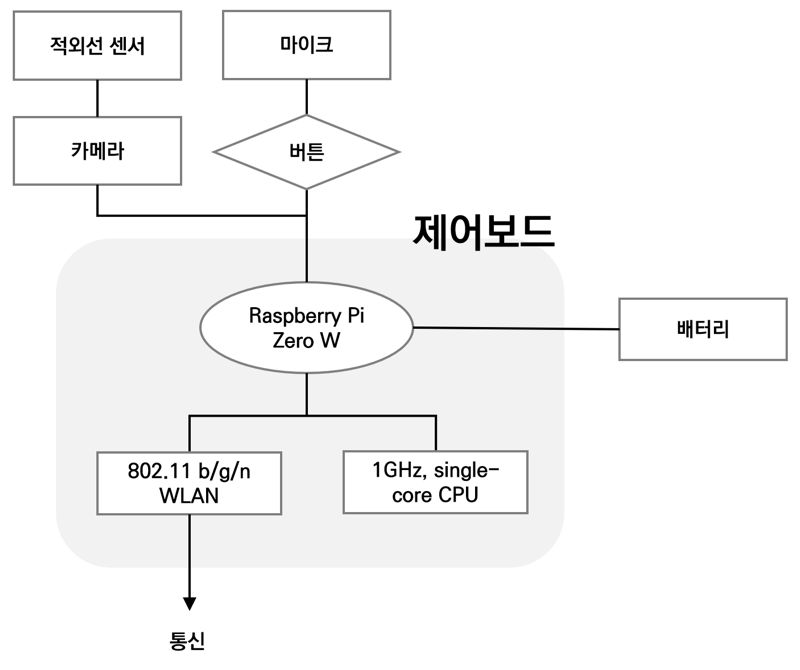 적외선 센서
마이크
카메라
버튼
제어보드
Raspberry Pi
Zero W
배터리
802.11 b/g/n
WLAN
1GHz, single-
core CPU
통신